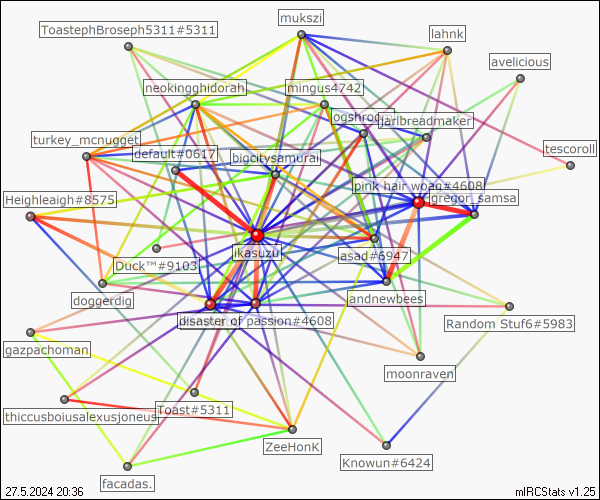 mukszi
ToastephBroseph5311#5311
lahnk
avelicious
neokingghidorah
mingus4742
ogshroom
jarlbreadmaker
turkey_mcnugget
default#0617
bigcitysamurai
tescoroll
pink hair woag#4608
gregor_samsa
Heighleaigh#8575
ikasuzu
asad#6947
Duck™#9103
doggerdig
andnewbees
disaster of passion#4608
Random Stuf6#5983
gazpachoman
moonraven
thiccusboiusalexusjoneus
Toast#5311
ZeeHonK
Knowun#6424
facadas.
27.5.2024 20:36
mIRCStats v1.25